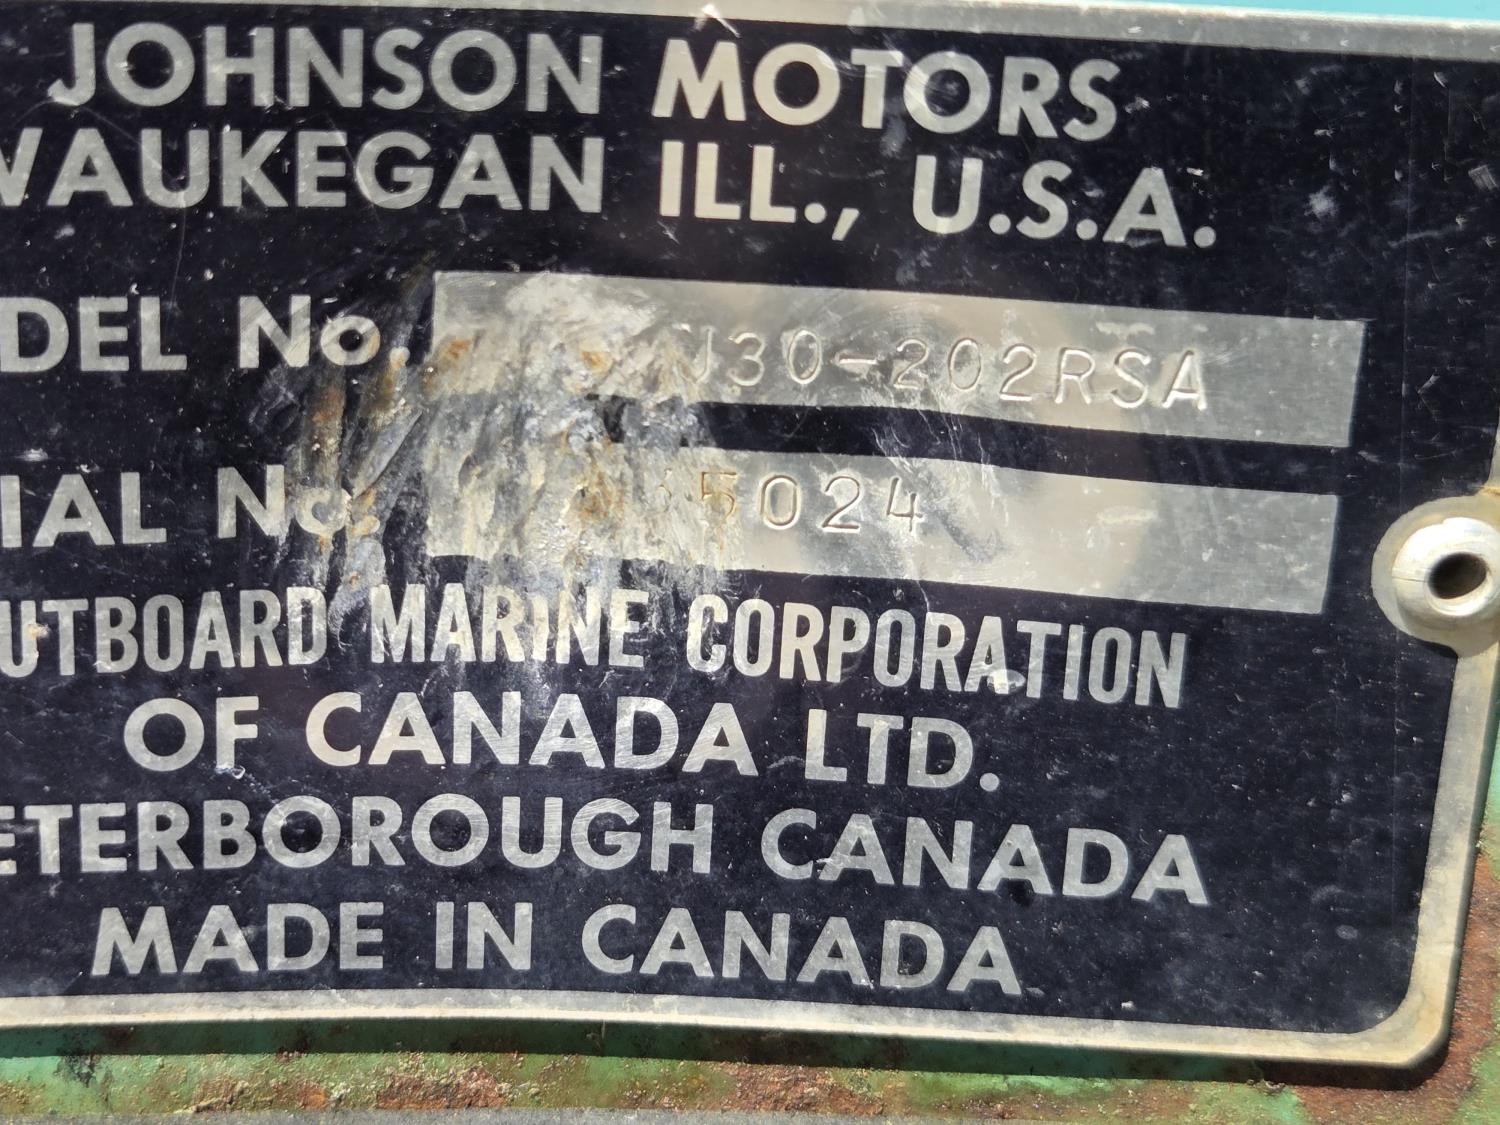 JOHNSON MOTORS
WAUKEGAN ILL., U.S.A.
DEL No. J30-202RSA
IAL No. 5024
UTBOARD MARINE CORPORATION
OF CANADA LTD.
ETERBOROUGH CANADA
MADE IN CANADA